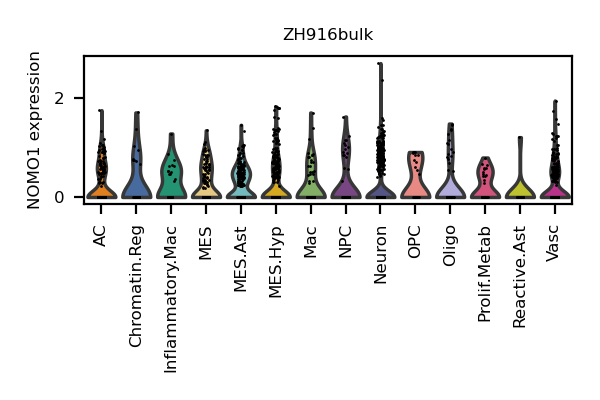 ZH916bulk
NOMO1 expression
2
0
AC
Chromatin.Reg
Inflammatory.Mac
MES
MES.Ast
MES.Hyp
Mac
NPC
Neuron
OPC
Oligo
Prolif.Metab
Reactive.Ast
Vasc